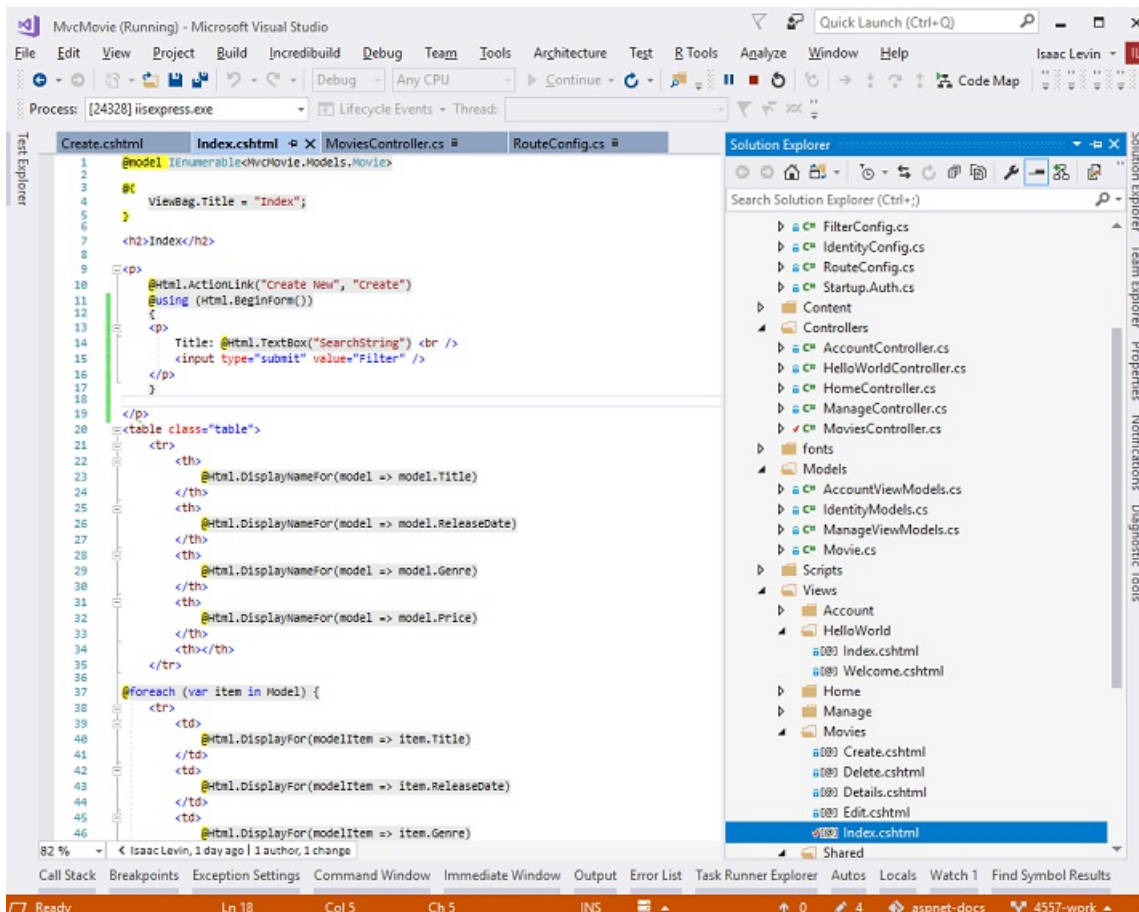 MvcMovie (Running) - Microsoft Visual Studio
Quick Launch (Ctrl+Q)
File Edit View Project Build Incredibuild Debug Team Tools Architecture Test R Tools Analyze Window Help Isaac Levin IL
Debug Any CPU Continue Code Map
Process: [24328] iisexpress.exe Lifecycle Events Thread:
Test Explorer
Create.cshtml Index.cshtml MoviesController.cs RouteConfig.cs
1 @model IEnumerable<MvcMovie.Models.Movie>
2
3 @{
4 ViewBag.Title = "Index";
5 }
6
7 <h2>Index</h2>
8
9 <p>
10 @Html.ActionLink("Create New", "Create")
11 @using (Html.BeginForm())
12 {
13 <p>
14 Title: @Html.TextBox("SearchString") <br />
15 <input type="submit" value="Filter" />
16 </p>
17 }
18
19 </p>
20 <table class="table">
21 <tr>
22 <th>
23 @Html.DisplayNameFor(model => model.Title)
24 </th>
25 <th>
26 @Html.DisplayNameFor(model => model.ReleaseDate)
27 </th>
28 <th>
29 @Html.DisplayNameFor(model => model.Genre)
30 </th>
31 <th>
32 @Html.DisplayNameFor(model => model.Price)
33 </th>
34 <th></th>
35 </tr>
36
37 @foreach (var item in Model) {
38 <tr>
39 <td>
40 @Html.DisplayFor(modelItem => item.Title)
41 </td>
42 <td>
43 @Html.DisplayFor(modelItem => item.ReleaseDate)
44 </td>
45 <td>
46 @Html.DisplayFor(modelItem => item.Genre)
82 % Isaac Levin, 1 day ago | 1 author, 1 change
Solution Explorer
Search Solution Explorer (Ctrl+;)
C# FilterConfig.cs
C# IdentityConfig.cs
C# RouteConfig.cs
C# Startup.Auth.cs
Content
Controllers
C# AccountController.cs
C# HelloWorldController.cs
C# HomeController.cs
C# ManageController.cs
C# MoviesController.cs
fonts
Models
C# AccountViewModels.cs
C# IdentityModels.cs
C# ManageViewModels.cs
C# Movie.cs
Scripts
Views
Account
HelloWorld
[@] Index.cshtml
[@] Welcome.cshtml
Home
Manage
Movies
[@] Create.cshtml
[@] Delete.cshtml
[@] Details.cshtml
[@] Edit.cshtml
[@] Index.cshtml
Shared
Solution Explorer
Team Explorer
Properties
Notifications
Diagnostic Tools
Call Stack Breakpoints Exception Settings Command Window Immediate Window Output Error List Task Runner Explorer Autos Locals Watch 1 Find Symbol Results
Ready Ln 18 Col 5 Ch 5 INS 0 4 aspnet-docs 4557-work